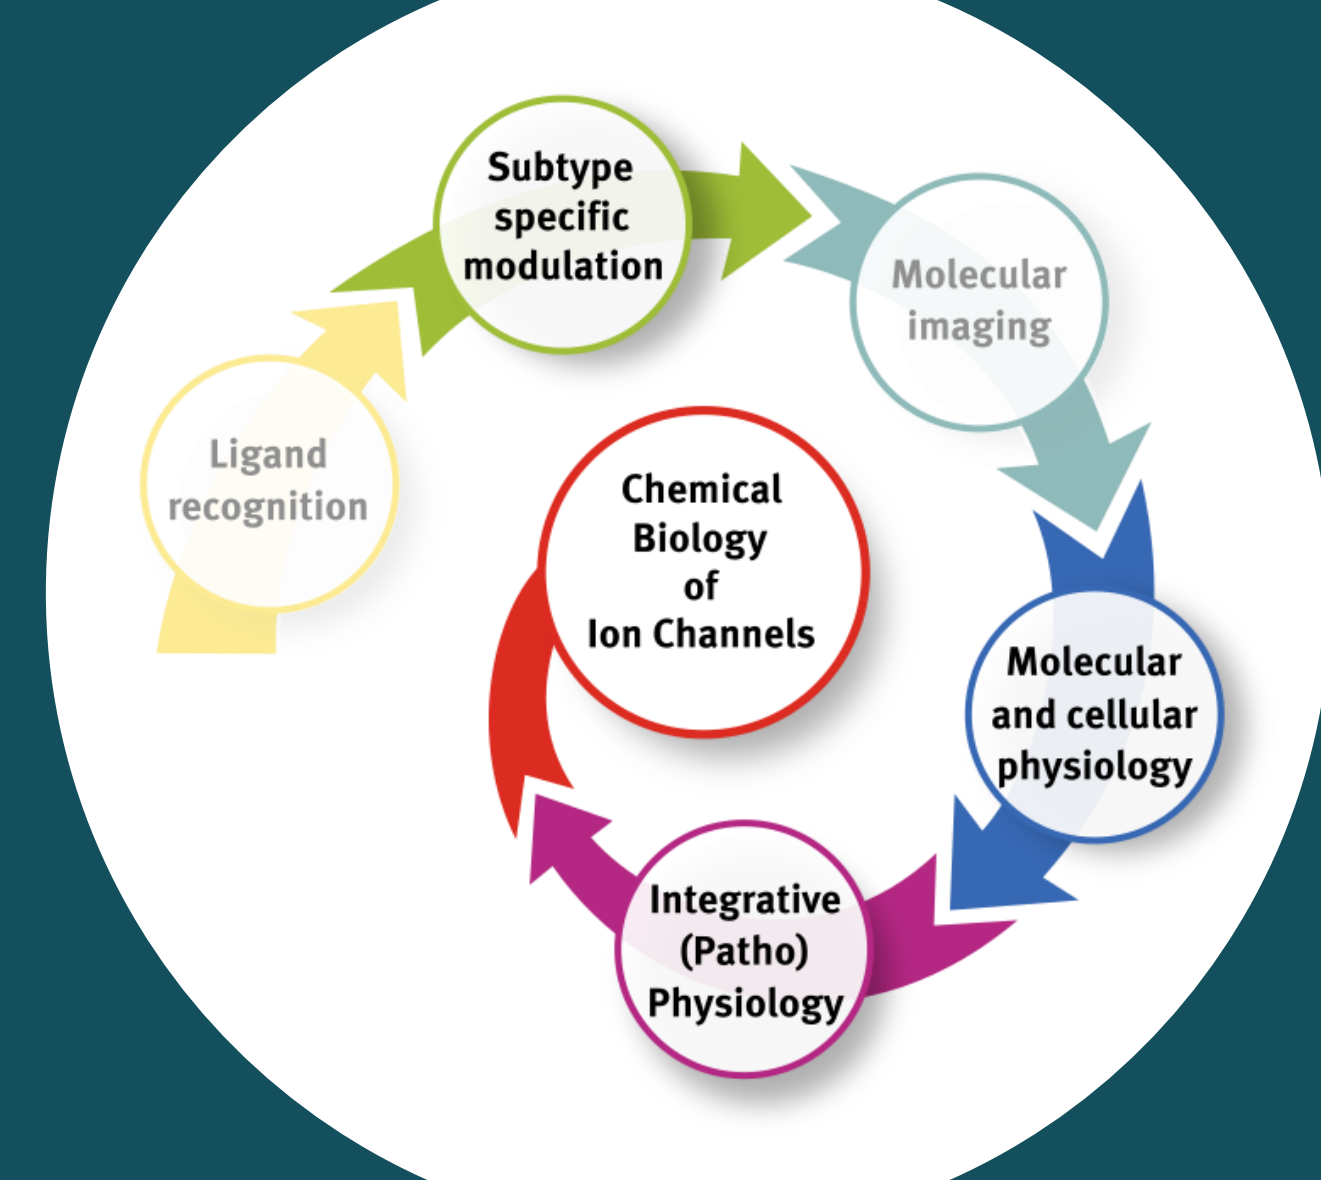 Subtype
specific
modulation
Molecular
imaging
Ligand
recognition
Chemical
Biology
of
Ion Channels
Molecular
and cellular
physiology
Integrative
(Patho)
Physiology